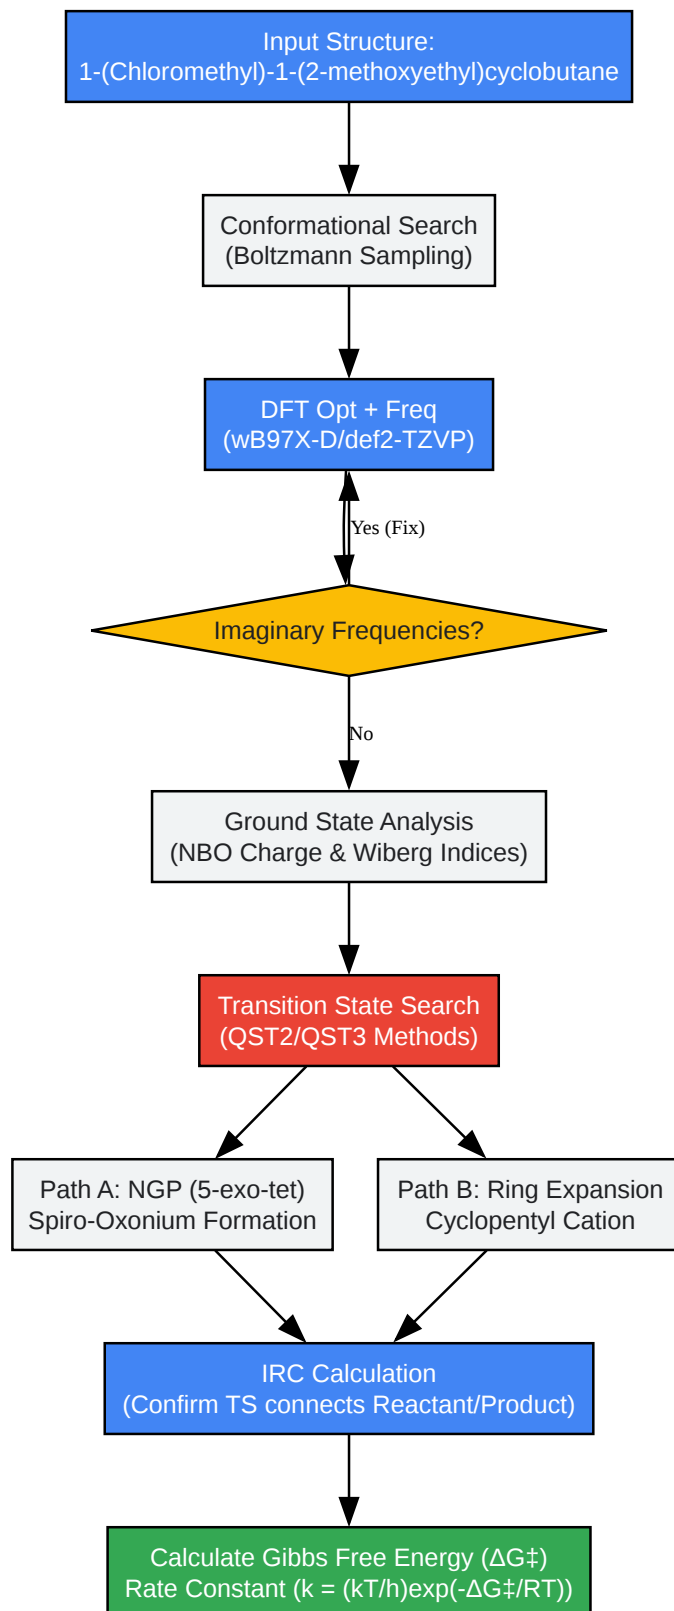 Input Structure:
1-(Chloromethyl)-1-(2-methoxyethyl)cyclobutane
Conformational Search
(Boltzmann Sampling)
DFT Opt + Freq
(wB97X-D/def2-TZVP)
Yes (Fix)
Imaginary Frequencies?
No
Ground State Analysis
(NBO Charge & Wiberg Indices)
Transition State Search
(QST2/QST3 Methods)
Path A: NGP (5-exo-tet)
Spiro-Oxonium Formation
Path B: Ring Expansion
Cyclopentyl Cation
IRC Calculation
(Confirm TS connects Reactant/Product)
Calculate Gibbs Free Energy (ΔG‡)
Rate Constant (k = (kT/h)exp(-ΔG‡/RT))